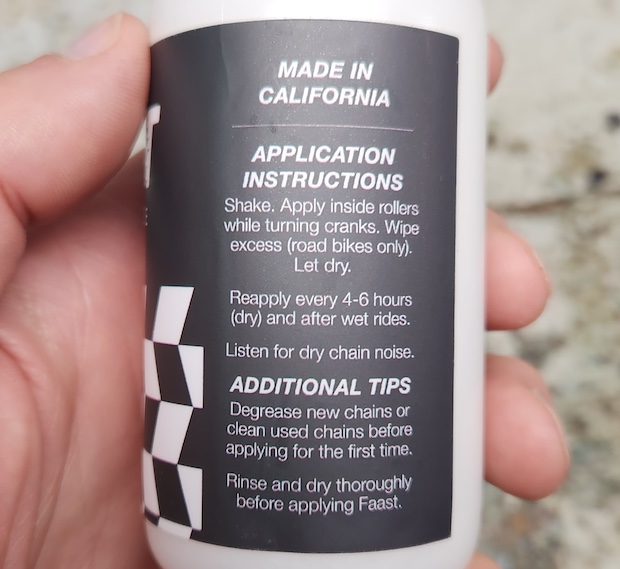 MADE IN
CALIFORNIA
APPLICATION
INSTRUCTIONS
Shake. Apply inside rollers
while turning cranks. Wipe
excess (road bikes only).
Let dry.
Reapply every 4-6 hours
(dry) and after wet rides.
Listen for dry chain noise.
ADDITIONAL TIPS
Degrease new chains or
clean used chains before
applying for the first time.
Rinse and dry thoroughly
before applying Faast.